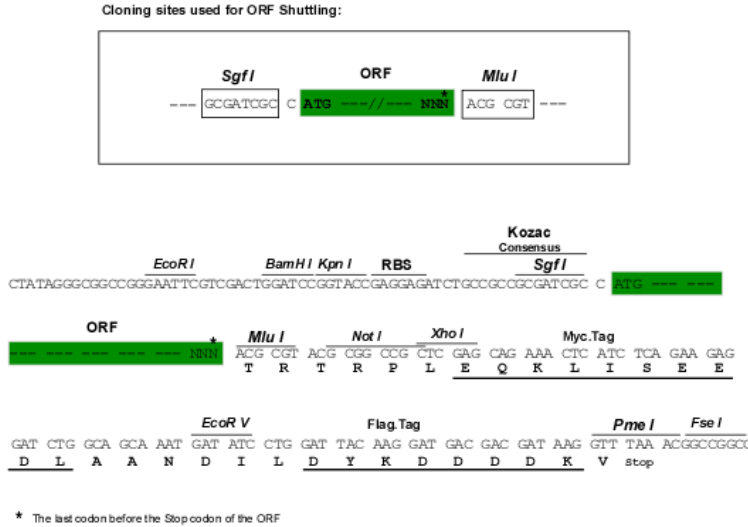 Cloning sites used for ORF Shuttling:
Sgf I ORF Mlu I
--- GCGATCGC C ATG ---//--- NNN* ACG CGT ---
Kozac
Consensus
EcoR I BamH I Kpn I RBS Sgf I
CTATAGGGCGGCCGGGAATTCGTCGACTGGATCCGGTACCGAGGAGATCTGCCGCCGCGATCGC C ATG --- ---
ORF Mlu I Not I Xho I Myc.Tag
--- --- --- --- --- --- NNN* ACG CGT ACG CGG CCG CTC GAG CAG AAA CTC ATC TCA GAA GAG
T R T R P L E Q K L I S E E
EcoR V Flag.Tag Pme I Fse I
GAT CTG GCA GCA AAT GAT ATC CTG GAT TAC AAG GAT GAC GAC GAT AAG GTT TAA ACGGCCGGCC
D L A A N D I L D Y K D D D D K V Stop
* The last codon before the Stop codon of the ORF